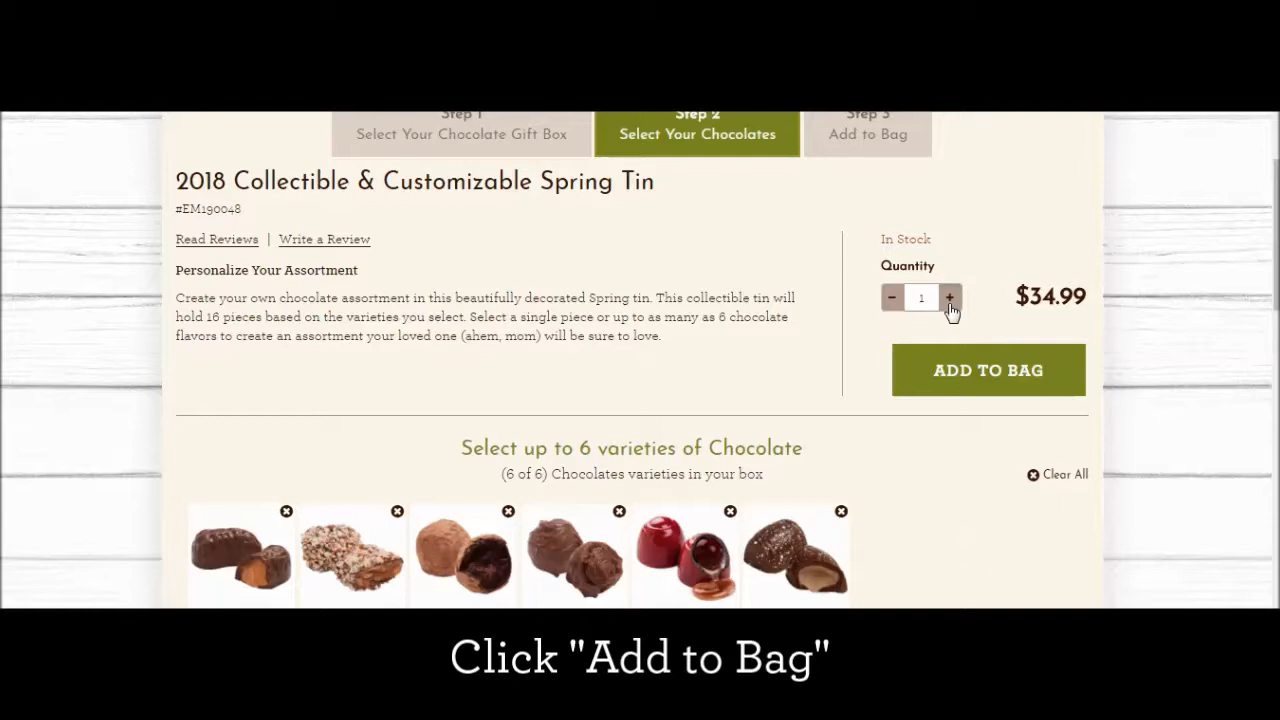 Step 1
Select Your Chocolate Gift Box
Step 2
Select Your Chocolates
Step 3
Add to Bag
2018 Collectible & Customizable Spring Tin
#EM190048
Read Reviews | Write a Review
Personalize Your Assortment
Create your own chocolate assortment in this beautifully decorated Spring tin. This collectible tin will
hold 16 pieces based on the varieties you select. Select a single piece or up to as many as 6 chocolate
flavors to create an assortment your loved one (ahem, mom) will be sure to love.
In Stock
Quantity
- 1 +
$34.99
ADD TO BAG
Select up to 6 varieties of Chocolate
(6 of 6) Chocolates varieties in your box
Clear All
Click "Add to Bag"